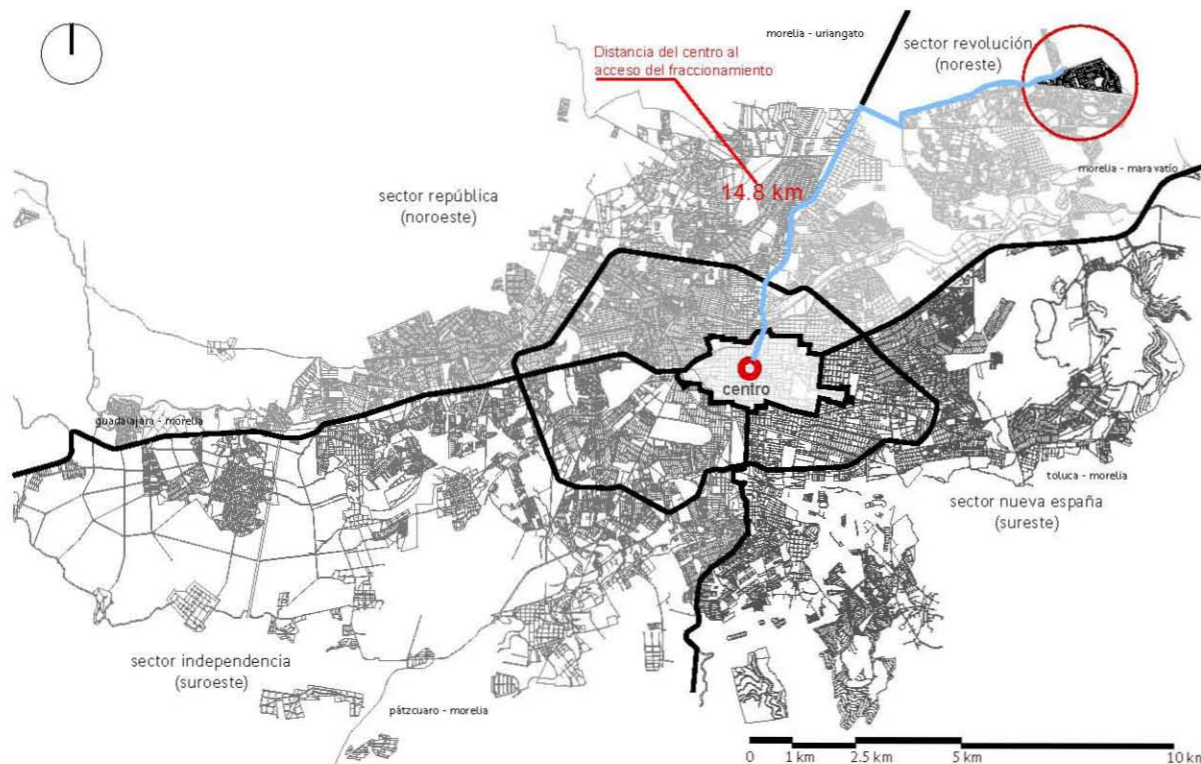 morelia - uriangato
sector revolución
(noreste)
Distancia del centro al
acceso del fraccionamiento
morelia - maravatío
14.8 km
sector república
(noroeste)
centro
guadalajara - morelia
toluca - morelia
sector nueva españa
(sureste)
sector independencia
(suroeste)
pátzcuaro - morelia
0 1 km 2.5 km 5 km 10 km